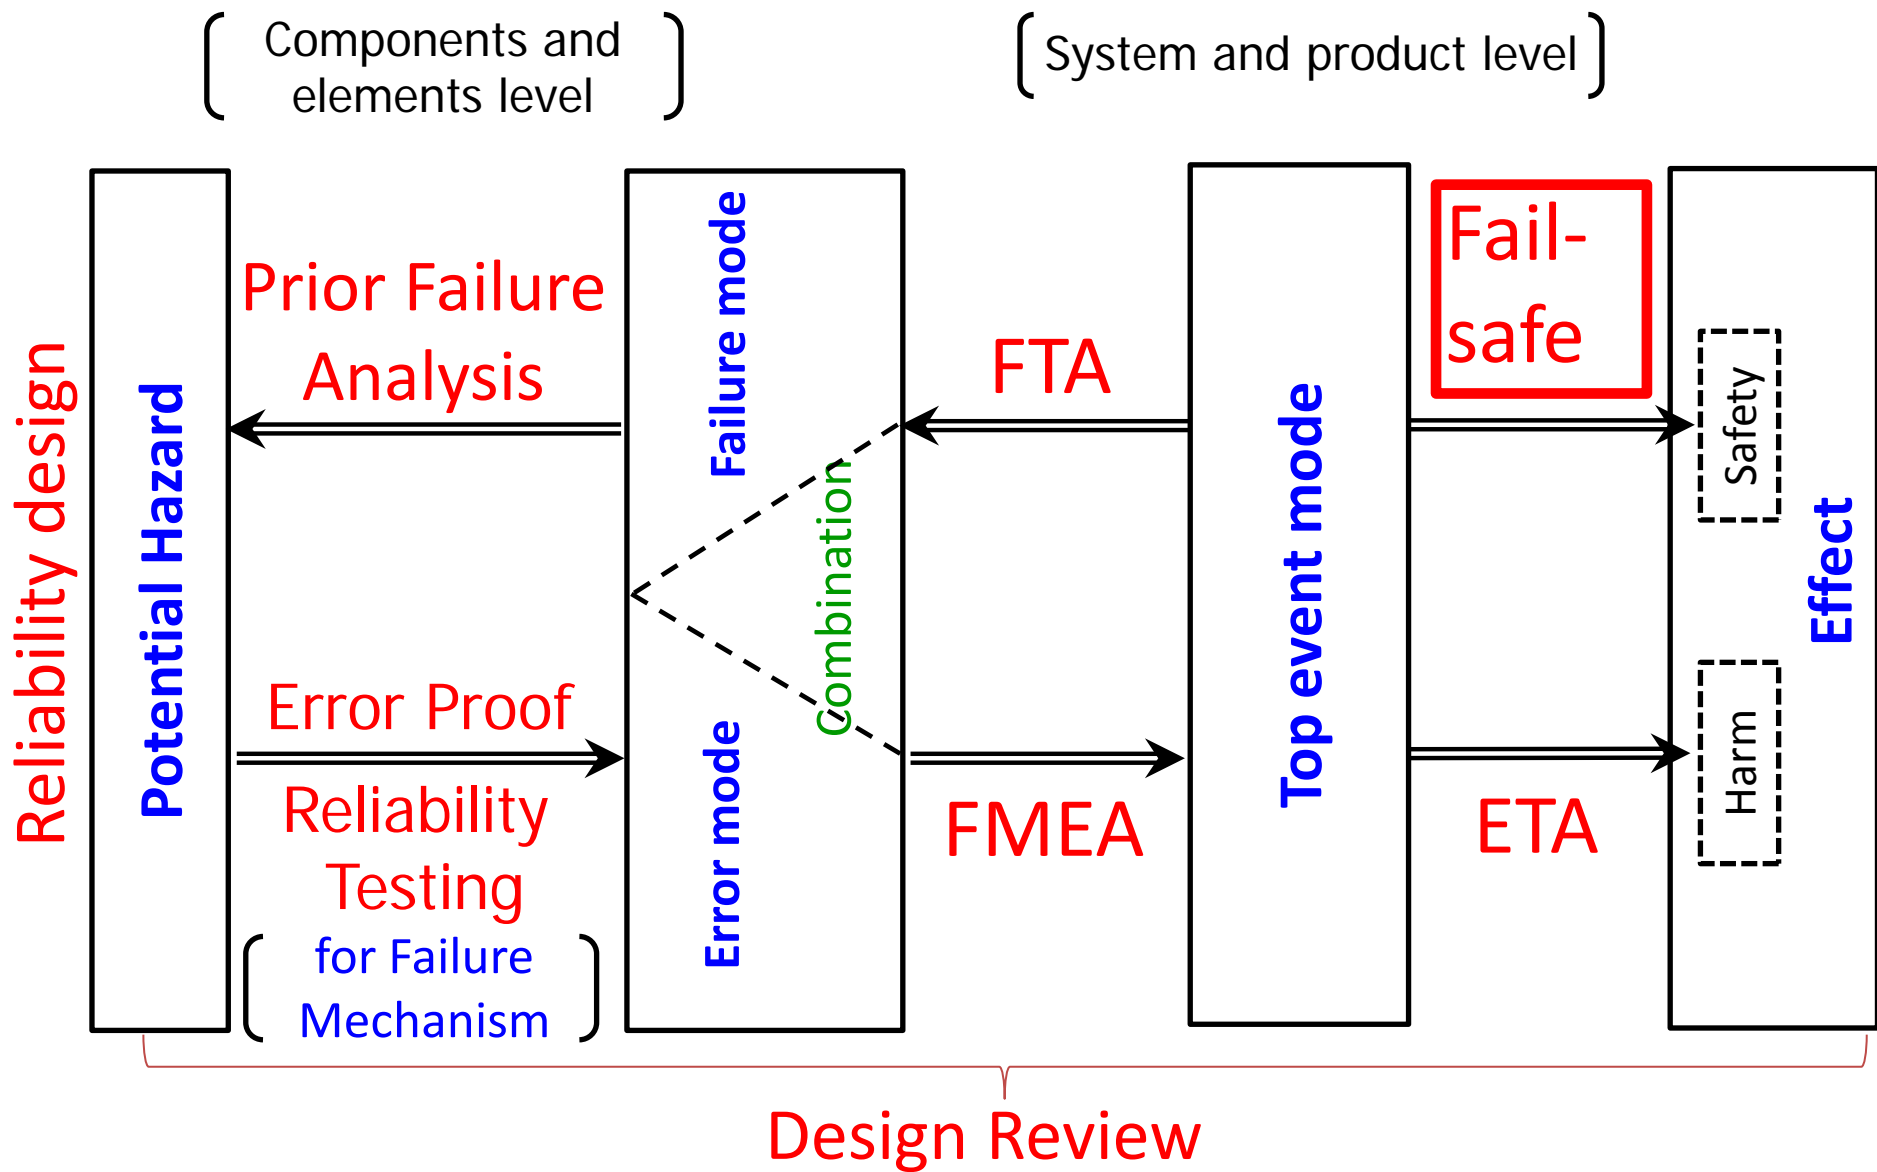 Components and
elements level
System and product level
Reliability design
Potential Hazard
Prior Failure
Analysis
Error Proof
Reliability
Testing
for Failure
Mechanism
Failure mode
Error mode
Combination
FTA
FMEA
Top event mode
Fail-
safe
ETA
Safety
Harm
Effect
Design Review